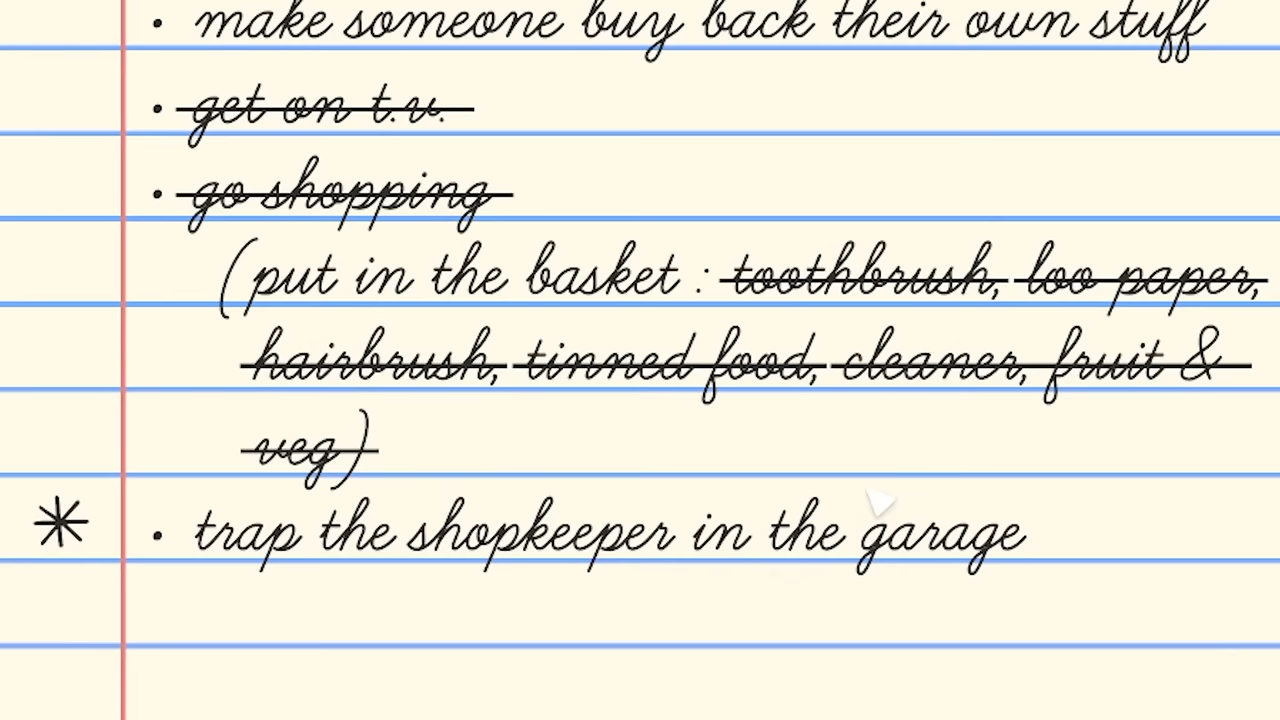 • make someone buy back their own stuff
• get on t.v.
• go shopping
(put in the basket : toothbrush, loo paper,
hairbrush, tinned food, cleaner, fruit &
veg)
* • trap the shopkeeper in the garage